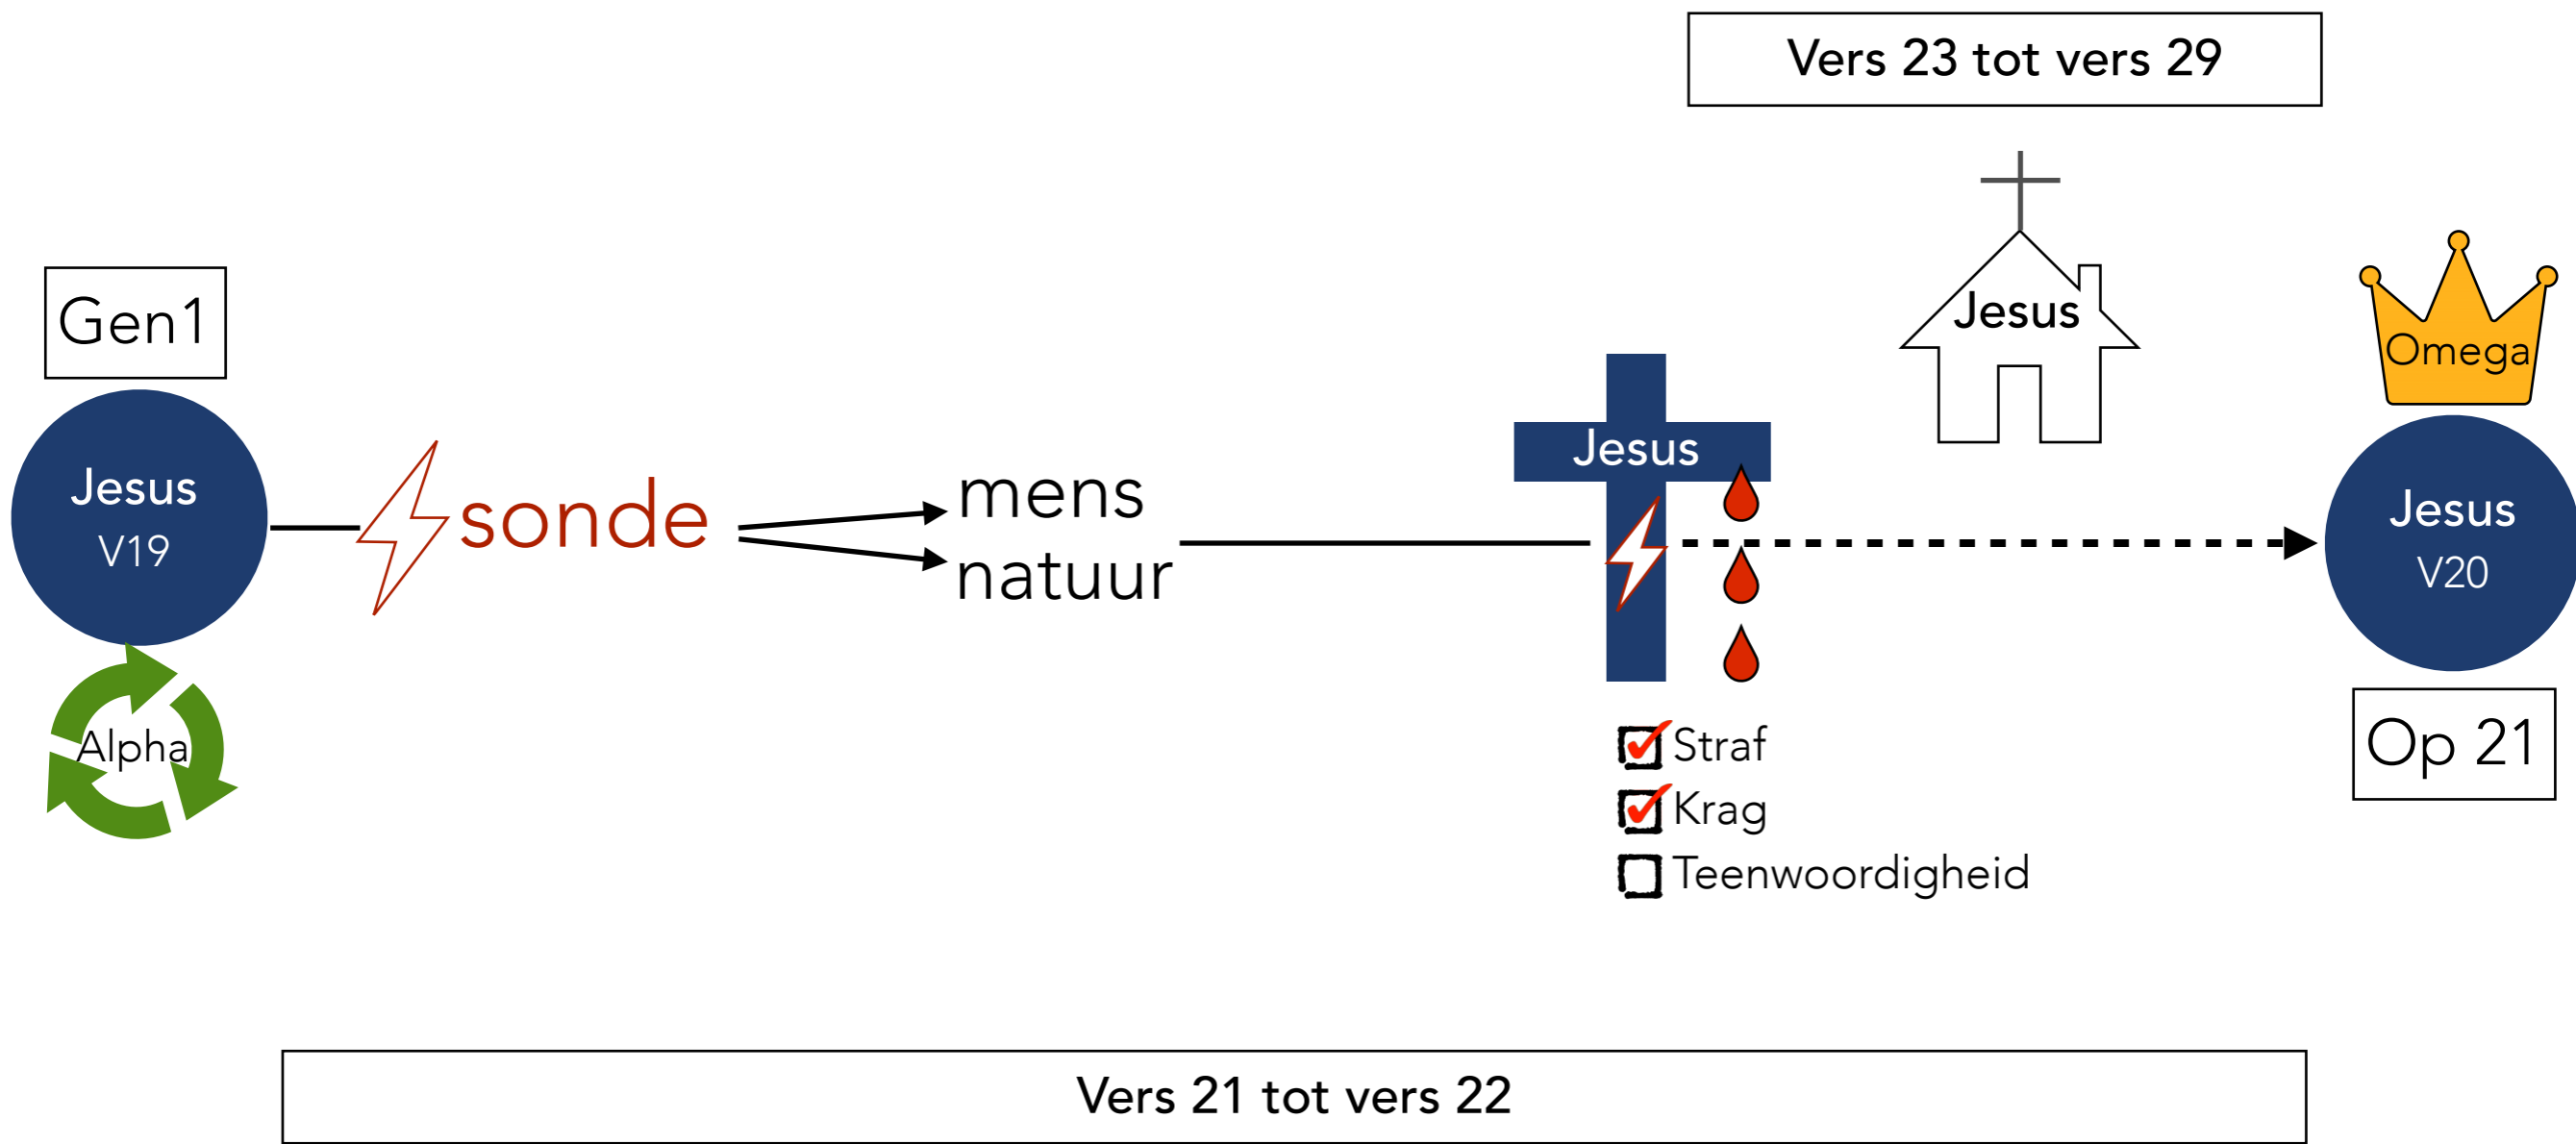 Vers 23 tot vers 29
Gen1
Jesus
V19
Alpha
sonde
mens
natuur
Jesus
Straf
Krag
Teenwoordigheid
Jesus
Omega
Jesus
V20
Op 21
Vers 21 tot vers 22